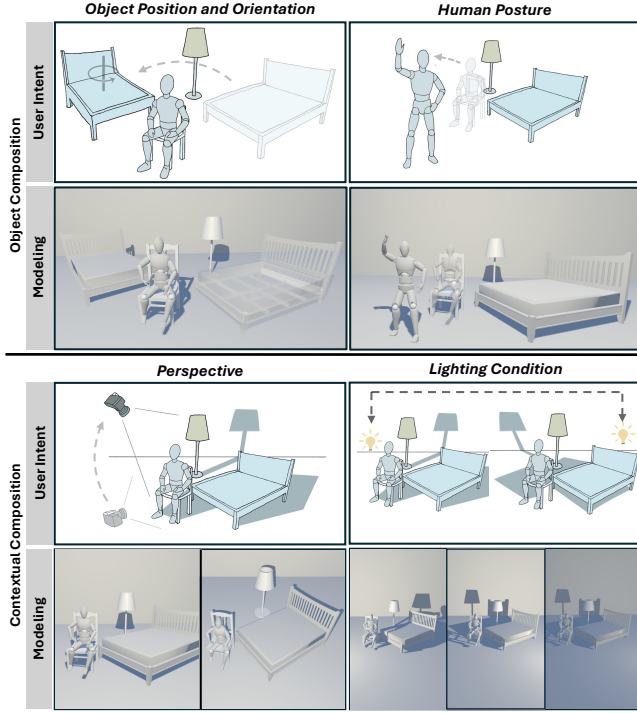 Object Position and Orientation
Human Posture
Object Composition
User Intent
Modeling
Perspective
Lighting Condition
Contextual Composition
User Intent
Modeling